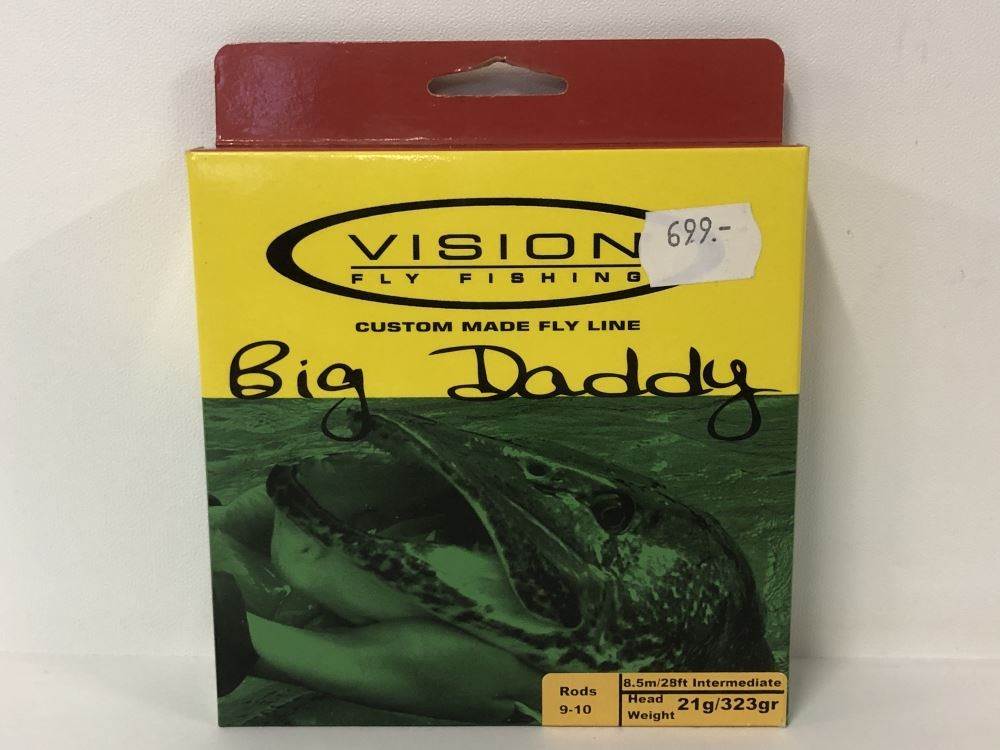 VISION
FLY FISHING
699.-
CUSTOM MADE FLY LINE
Big Daddy
Rods
9-10
8.5m/28ft Intermediate
Head
Weight
21g/323gr